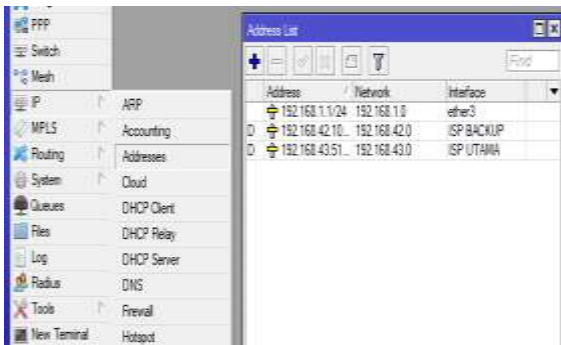 PPP
Switch
Mesh
IP
MPLS
Routing
System
Queues
Files
Log
Radius
Tools
New Terminal
ARP
Accounting
Addresses
Cloud
DHCP Client
DHCP Relay
DHCP Server
DNS
Firewall
Hotspot
Address List
Find
Address Network Interface
192.168.1.1/24 192.168.1.0 ether3
D 192.168.42.10... 192.168.42.0 ISP BACKUP
D 192.168.43.51... 192.168.43.0 ISP UTAMA